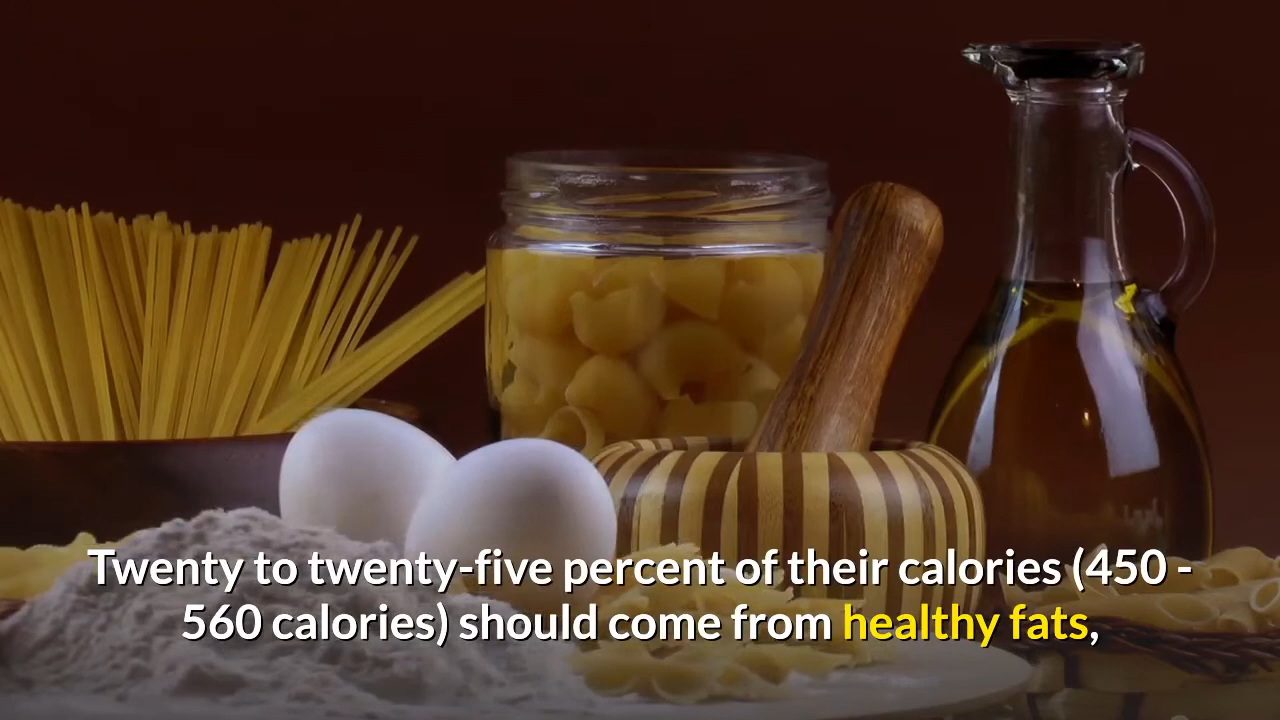 Twenty to twenty-five percent of their calories (450 -
560 calories) should come from healthy fats,